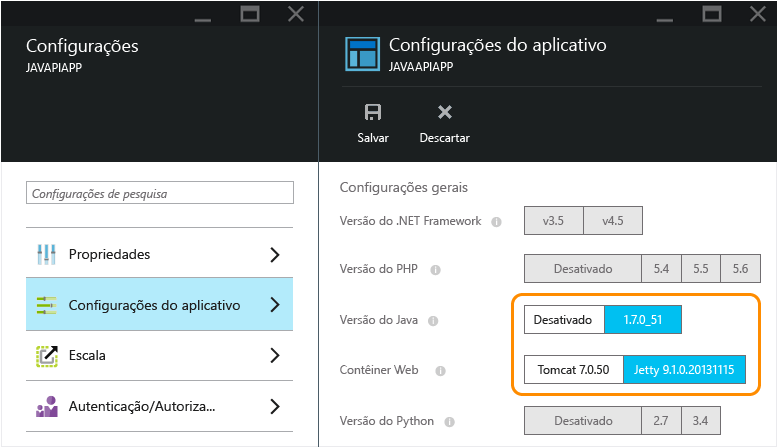 Configurações
JAVAPIAPP
Configurações de pesquisa
Propriedades
Configurações do aplicativo
Escala
Autenticação/Autoriza...
Configurações do aplicativo
JAVAAPIAPP
Salvar Descartar
Configurações gerais
Versão do .NET Framework v3.5 v4.5
Versão do PHP Desativado 5.4 5.5 5.6
Versão do Java Desativado 1.7.0_51
Contêiner Web Tomcat 7.0.50 Jetty 9.1.0.20131115
Versão do Python Desativado 2.7 3.4